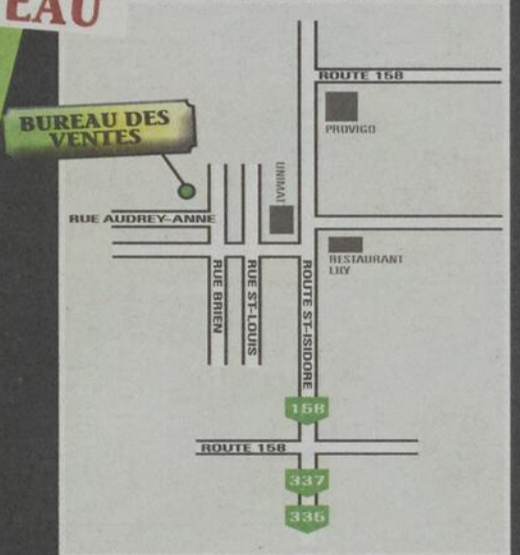 EAU
ROUTE 158
PROVIGO
BUREAU DES
VENTES
UNIMAT
RUE AUDREY-ANNE
RESTAURANT
LILY
RUE BRIEN
RUE ST-LOUIS
ROUTE ST-ISIDORE
158
ROUTE 158
337
335